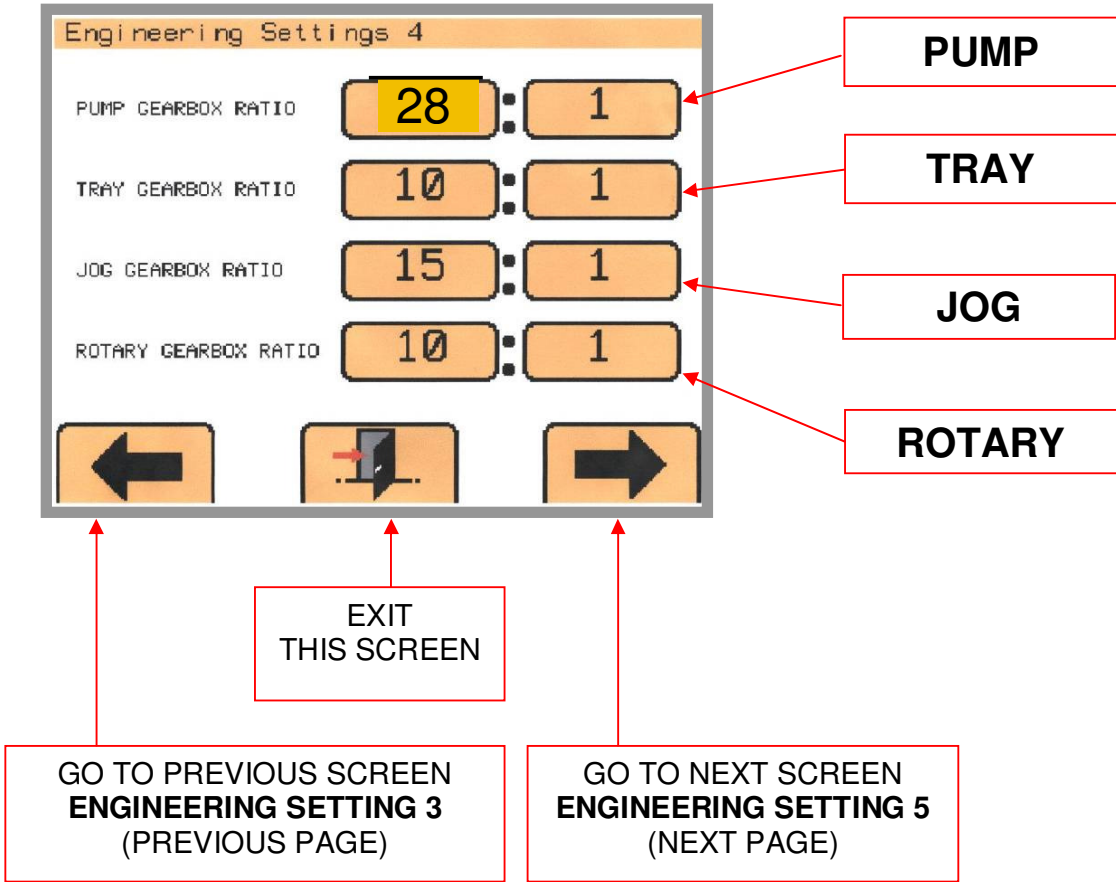 Engineering Settings 4
PUMP GEARBOX RATIO 28 : 1
TRAY GEARBOX RATIO 10 : 1
JOG GEARBOX RATIO 15 : 1
ROTARY GEARBOX RATIO 10 : 1
PUMP
TRAY
JOG
ROTARY
EXIT
THIS SCREEN
GO TO PREVIOUS SCREEN
ENGINEERING SETTING 3
(PREVIOUS PAGE)
GO TO NEXT SCREEN
ENGINEERING SETTING 5
(NEXT PAGE)